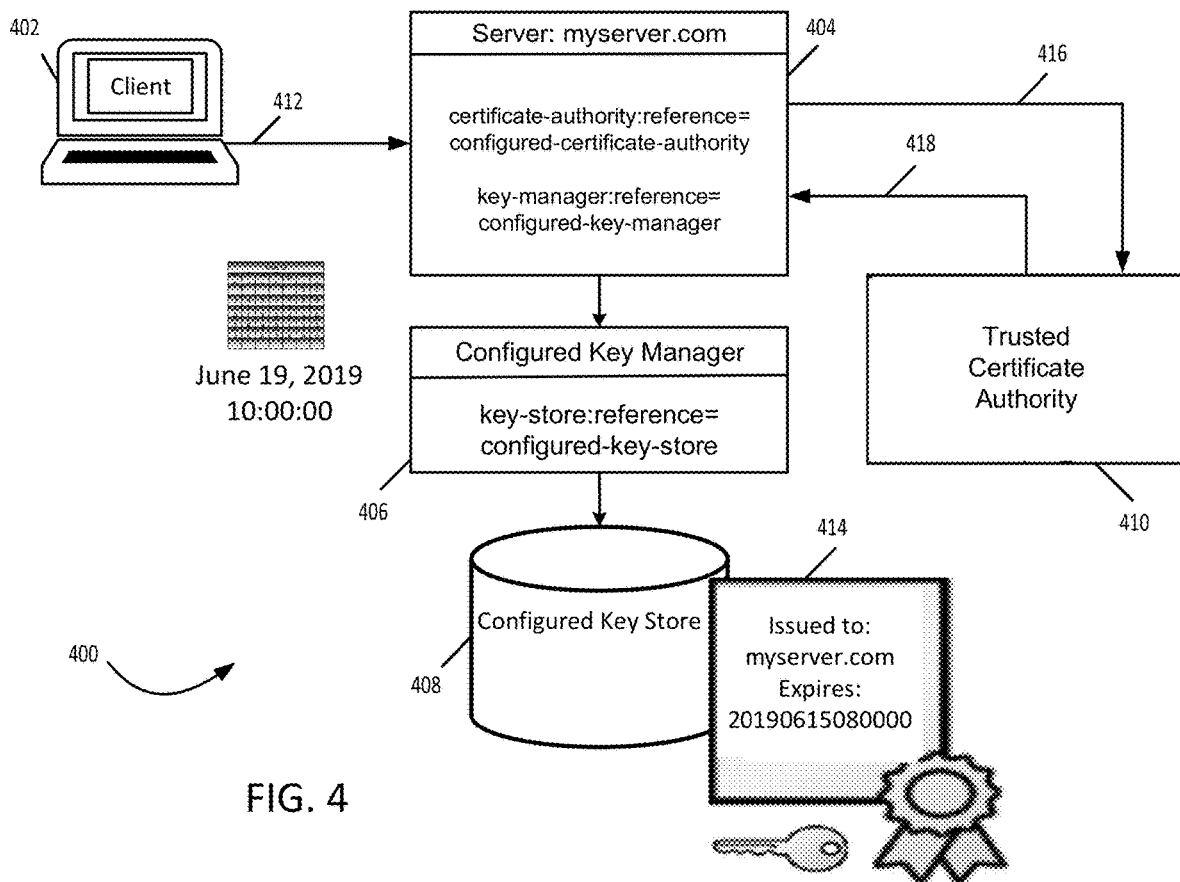 402
Client
412
Server: myserver.com
404
certificate-authority:reference=
configured-certificate-authority
key-manager:reference=
configured-key-manager
416
418
June 19, 2019
10:00:00
Configured Key Manager
key-store:reference=
configured-key-store
406
Trusted
Certificate
Authority
410
Configured Key Store
408
414
Issued to:
myserver.com
Expires:
20190615080000
400
FIG. 4